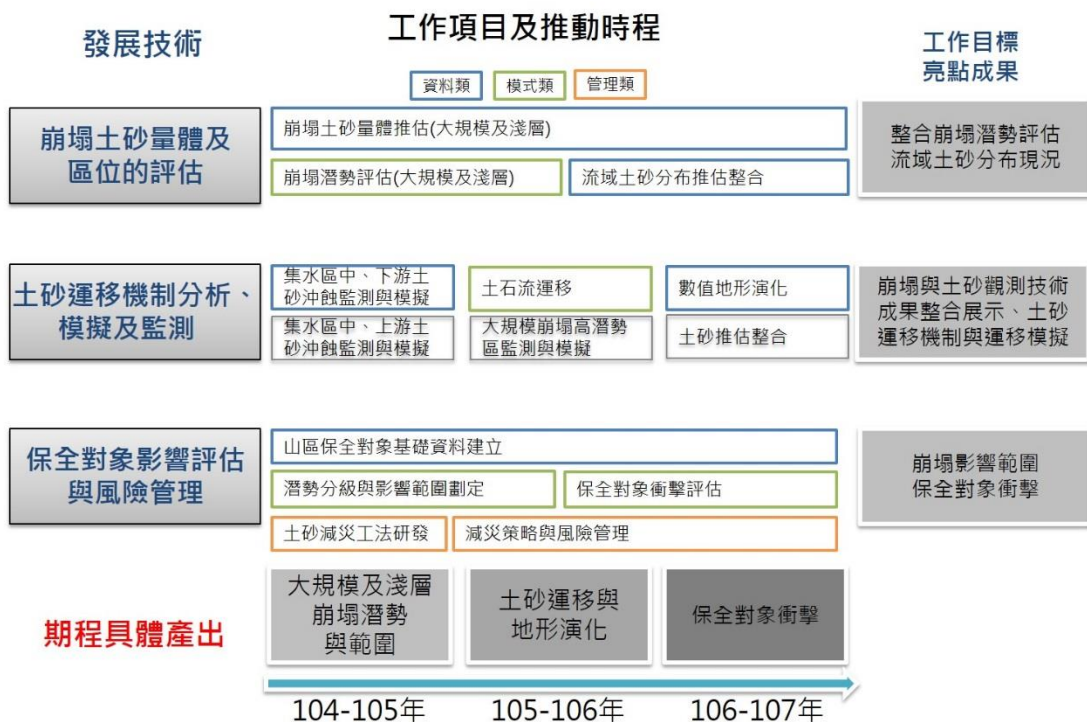 發展技術
工作項目及推動時程
工作目標
亮點成果
資料類
模式類
管理類
崩塌土砂量體及
區位的評估
崩塌土砂量體推估(大規模及淺層)
崩塌潛勢評估(大規模及淺層)
流域土砂分布推估整合
整合崩塌潛勢評估
流域土砂分布現況
土砂運移機制分析、
模擬及監測
集水區中、下游土
砂沖蝕監測與模擬
土石流運移
數值地形演化
集水區中、上游土
砂沖蝕監測與模擬
大規模崩塌高潛勢
區監測與模擬
土砂推估整合
崩塌與土砂觀測技術
成果整合展示、土砂
運移機制與運移模擬
保全對象影響評估
與風險管理
山區保全對象基礎資料建立
潛勢分級與影響範圍劃定
保全對象衝擊評估
土砂減災工法研發
減災策略與風險管理
崩塌影響範圍
保全對象衝擊
期程具體產出
大規模及淺層
崩塌潛勢
與範圍
土砂運移與
地形演化
保全對象衝擊
104-105年
105-106年
106-107年